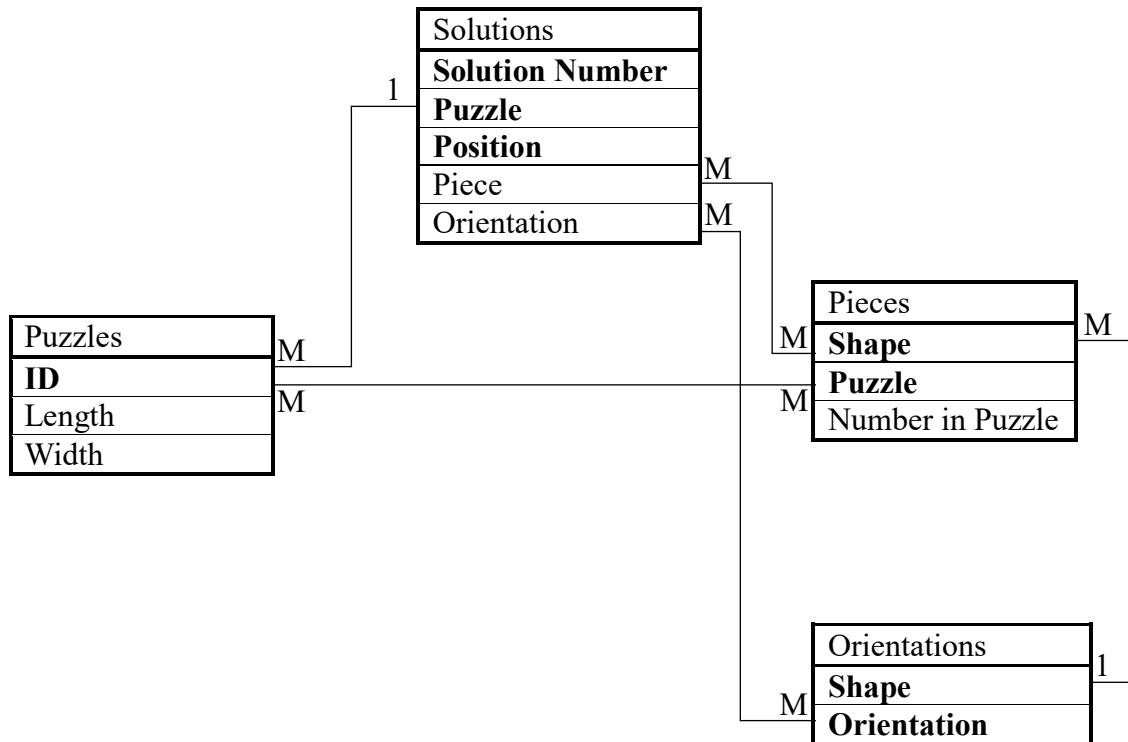 Solutions
Solution Number
Puzzle
Position
Piece
Orientation
1
M
M
Puzzles
ID
Length
Width
M
M
Pieces
Shape
Puzzle
Number in Puzzle
M
M
M
Orientations
Shape
Orientation
1
M